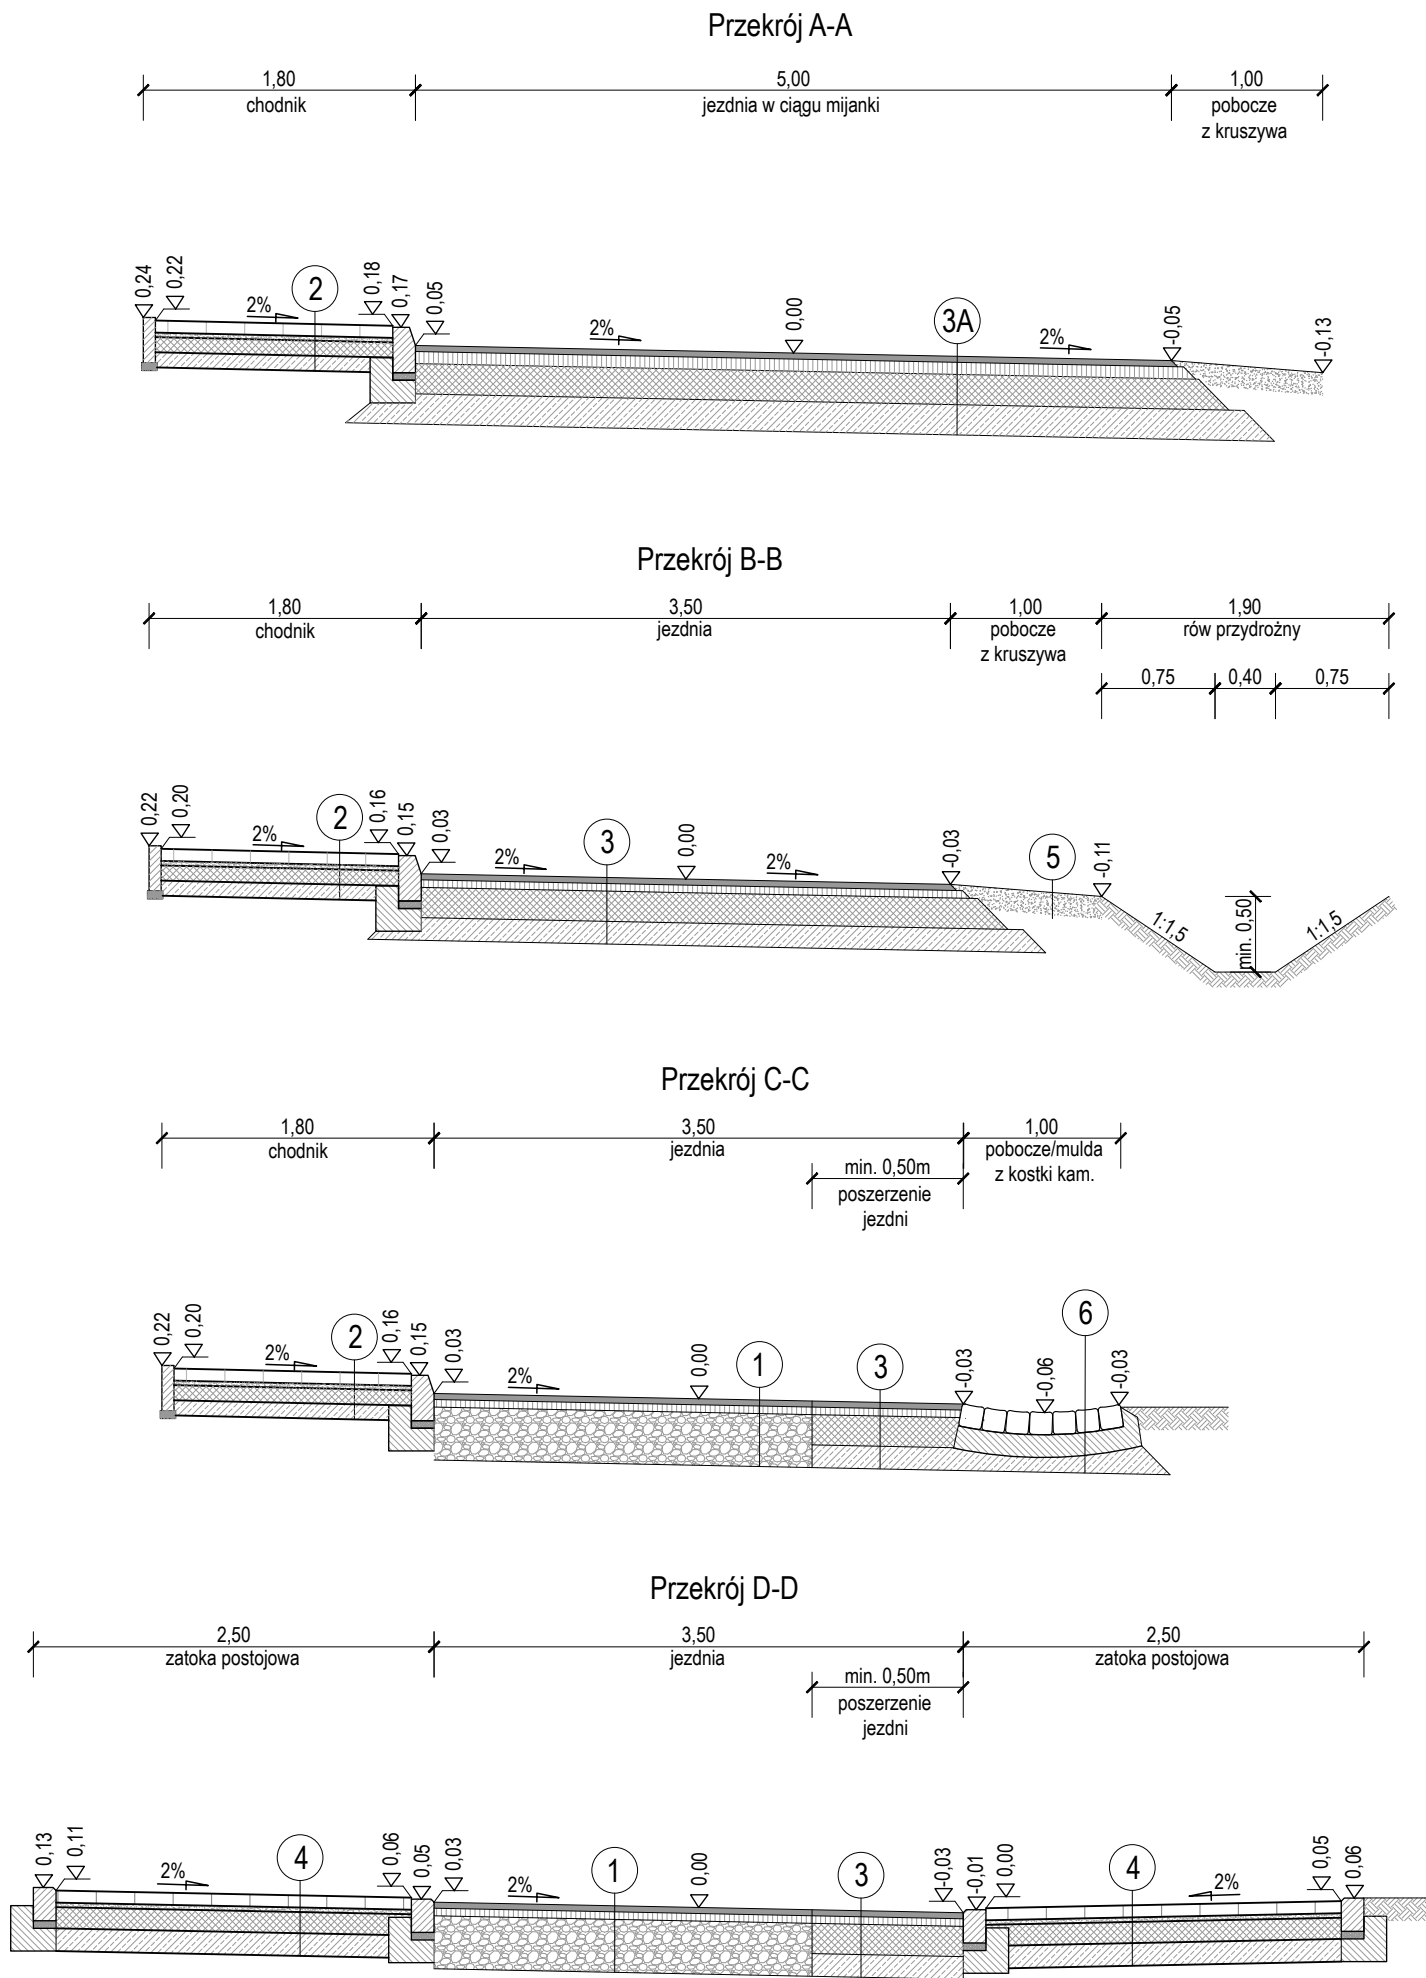 Przekrój A-A
1,80
5,00
1,00
chodnik
jezdnia w ciągu mijanki
pobocze
z kruszywa
0,24
0,22
2%
2
0,18
0,17
0,05
2%
0,00
3A
2%
-0,05
-0,13
Przekrój B-B
1,80
3,50
1,00
1,90
chodnik
jezdnia
pobocze
z kruszywa
rów przydrożny
0,75
0,40
0,75
0,22
0,20
2%
2
0,16
0,15
0,03
2%
3
0,00
2%
-0,03
5
-0,11
1:1,5
min. 0,50
1:1,5
Przekrój C-C
1,80
3,50
1,00
chodnik
jezdnia
pobocze/mulda
z kostki kam.
min. 0,50m
poszerzenie
jezdni
0,22
0,20
2%
2
0,16
0,15
0,03
2%
0,00
1
3
-0,03
-0,06
6
-0,03
Przekrój D-D
2,50
3,50
2,50
zatoka postojowa
jezdnia
zatoka postojowa
min. 0,50m
poszerzenie
jezdni
0,13
0,11
2%
4
0,06
0,05
0,03
2%
1
0,00
3
-0,03
-0,01
0,00
4
2%
0,05
0,06